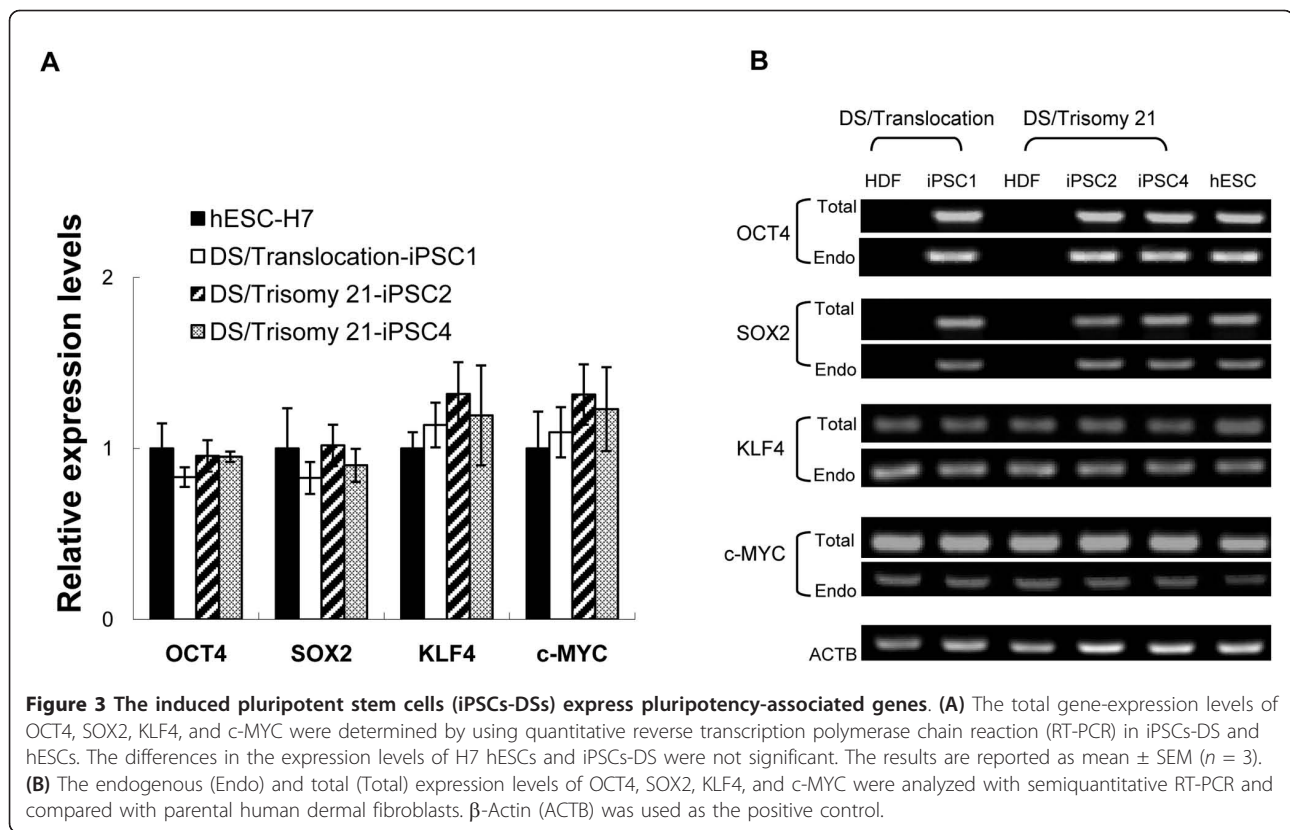 A
Relative expression levels
2
1
0
hESC-H7
DS/Translocation-iPSC1
DS/Trisomy 21-iPSC2
DS/Trisomy 21-iPSC4
OCT4 SOX2 KLF4 c-MYC
B
DS/Translocation DS/Trisomy 21
HDF iPSC1 HDF iPSC2 iPSC4 hESC
OCT4
Total
Endo
SOX2
Total
Endo
KLF4
Total
Endo
c-MYC
Total
Endo
ACTB
Figure 3 The induced pluripotent stem cells (iPSCs-DSs) express pluripotency-associated genes. (A) The total gene-expression levels of
OCT4, SOX2, KLF4, and c-MYC were determined by using quantitative reverse transcription polymerase chain reaction (RT-PCR) in iPSCs-DS and
hESCs. The differences in the expression levels of H7 hESCs and iPSCs-DS were not significant. The results are reported as mean ± SEM (n = 3).
(B) The endogenous (Endo) and total (Total) expression levels of OCT4, SOX2, KLF4, and c-MYC were analyzed with semiquantitative RT-PCR and
compared with parental human dermal fibroblasts. β-Actin (ACTB) was used as the positive control.